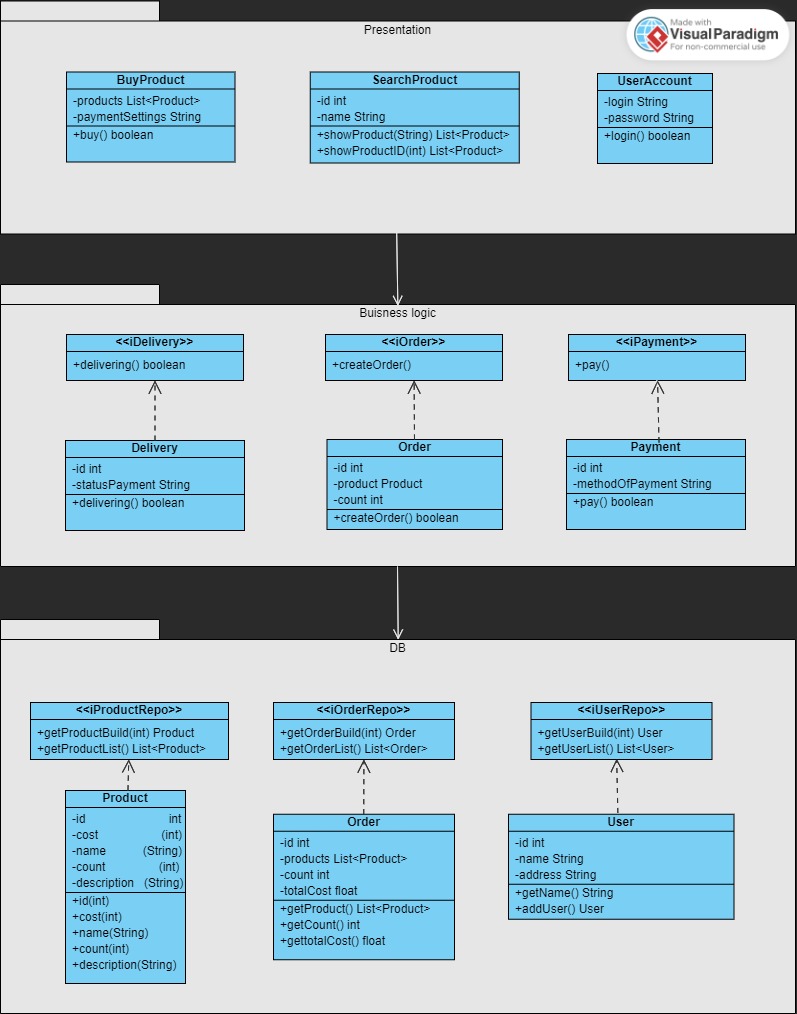 Made with
VisualParadigm
For non-commercial use
Presentation
BuyProduct
-products List<Product>
-paymentSettings String
+buy() boolean
SearchProduct
-id int
-name String
+showProduct(String) List<Product>
+showProductID(int) List<Product>
UserAccount
-login String
-password String
+login() boolean
Buisness logic
<<iDelivery>>
+delivering() boolean
<<iOrder>>
+createOrder()
<<iPayment>>
+pay()
Delivery
-id int
-statusPayment String
+delivering() boolean
Order
-id int
-product Product
-count int
+createOrder() boolean
Payment
-id int
-methodOfPayment String
+pay() boolean
DB
<<iProductRepo>>
+getProductBuild(int) Product
+getProductList() List<Product>
<<iOrderRepo>>
+getOrderBuild(int) Order
+getOrderList() List<Order>
<<iUserRepo>>
+getUserBuild(int) User
+getUserList() List<User>
Product
-id int
-cost (int)
-name (String)
-count (int)
-description (String)
+id(int)
+cost(int)
+name(String)
+count(int)
+description(String)
Order
-id int
-products List<Product>
-count int
-totalCost float
+getProduct() List<Product>
+getCount() int
+gettotalCost() float
User
-id int
-name String
-address String
+getName() String
+addUser() User